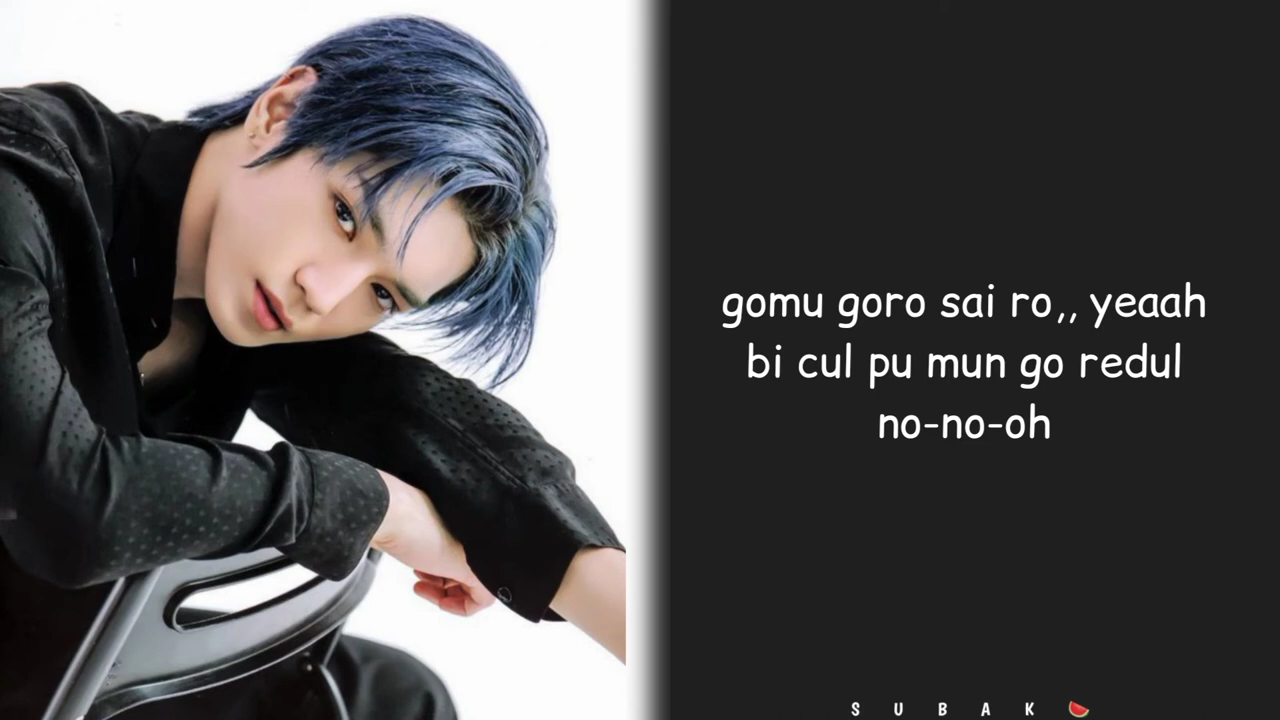 gomu goro sai ro,, yeaah
bi cul pu mun go redul
no-no-oh
S U B A K